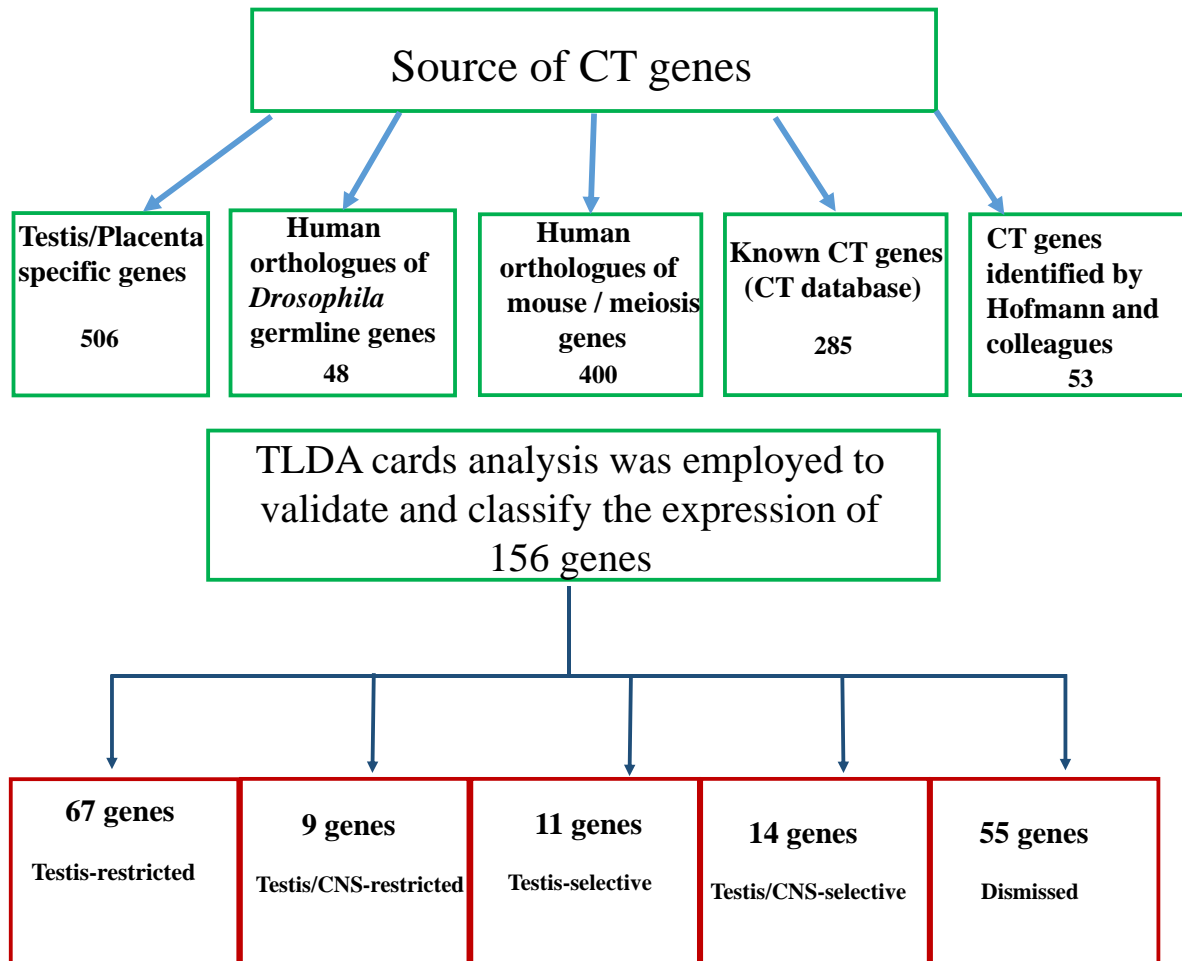 Source of CT genes
Testis/Placenta
specific genes
506
Human
orthologues of
Drosophila
germline genes
48
Human
orthologues of
mouse / meiosis
genes
400
Known CT genes
(CT database)
285
CT genes
identified by
Hofmann and
colleagues
53
TLDA cards analysis was employed to
validate and classify the expression of
156 genes
67 genes
Testis-restricted
9 genes
Testis/CNS-restricted
11 genes
Testis-selective
14 genes
Testis/CNS-selective
55 genes
Dismissed